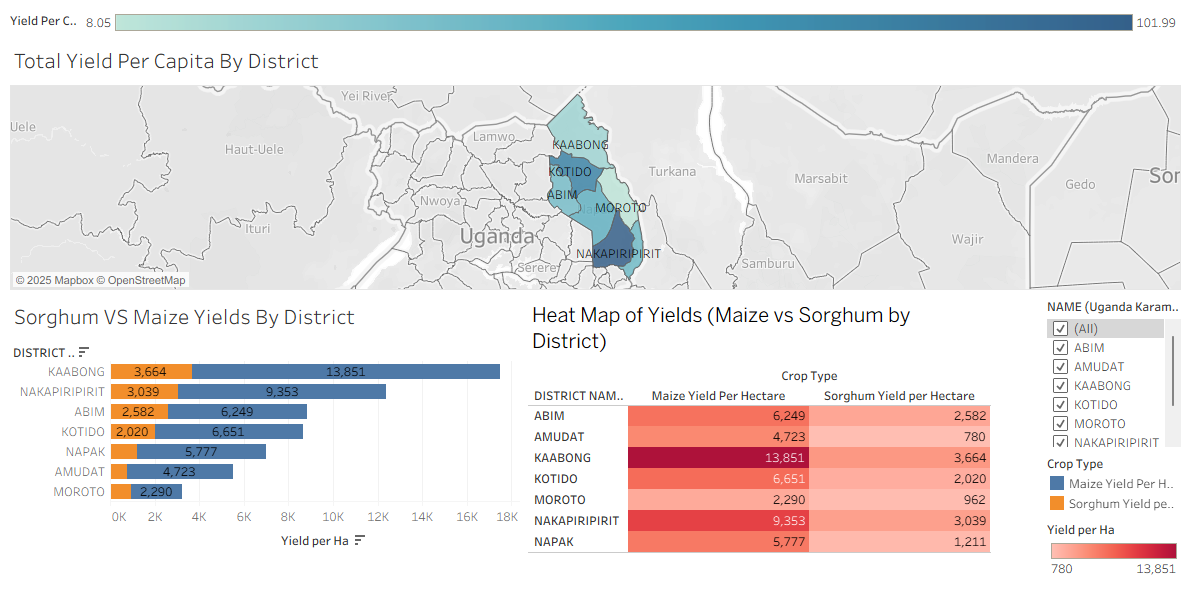 Yield Per C.. 8.05 101.99
Total Yield Per Capita By District
Yei River
Uele
Haut-Uele
Lamwo
KAABONG
KOTIDO
Turkana
Mandera
Marsabit
Gedo
Sor
ABIM
Nwoya
MOROTO
Ituri
Uganda
Wajir
NAKAPIRIPIRIT
Serere
Samburu
© 2025 Mapbox © OpenStreetMap
Sorghum VS Maize Yields By District
DISTRICT ..
KAABONG 3,664 13,851
NAKAPIRIPIRIT 3,039 9,353
ABIM 2,582 6,249
KOTIDO 2,020 6,651
NAPAK 5,777
AMUDAT 4,723
MOROTO 2,290
0K 2K 4K 6K 8K 10K 12K 14K 16K 18K
Yield per Ha
Heat Map of Yields (Maize vs Sorghum by
District)
Crop Type
DISTRICT NAM.. Maize Yield Per Hectare Sorghum Yield per Hectare
ABIM 6,249 2,582
AMUDAT 4,723 780
KAABONG 13,851 3,664
KOTIDO 6,651 2,020
MOROTO 2,290 962
NAKAPIRIPIRIT 9,353 3,039
NAPAK 5,777 1,211
NAME (Uganda Karam..
(All)
ABIM
AMUDAT
KAABONG
KOTIDO
MOROTO
NAKAPIRIPIRIT
Crop Type
Maize Yield Per H..
Sorghum Yield pe..
Yield per Ha
780 13,851